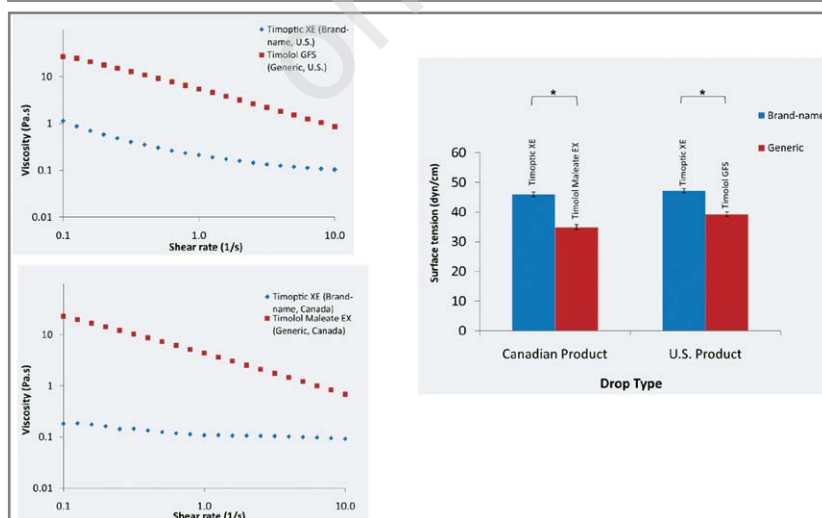 on
Timoptic XE (Brand-
name, U.S.)
Timolol GFS
(Generic, U.S.)
Viscosity (Pa.s)
10
1
0.1
0.01
0.1
1.0
10.0
Shear rate (1/s)
Timoptic XE (Brand-
name, Canada)
Timolol Maleate EX
(Generic, Canada)
Viscosity (Pa.s)
10
1
0.1
0.01
0.1
1.0
10.0
Shear rate (1/s)
*
*
Brand-name
Generic
Surface tension (dyn/cm)
60
50
40
30
20
10
0
Timoptic XE
Timolol Maleate EX
Timoptic XE
Timolol GFS
Canadian Product
U.S. Product
Drop Type